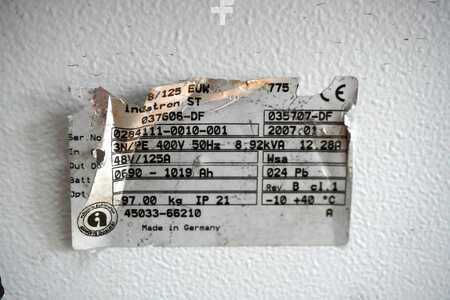 8/125 EUW 775 CE
Industron ST
037606-DF 035707-DF
Ser.No 0284111-0010-001 2007.01
In 3N/PE 400V 50Hz 8.92kVA 12.28A
Out 48V/125A Wsa
Batt 0690 - 1019 Ah 024 Pb
Opt Rev B cl.1
97.00 kg IP 21 -10 +40 °C
45033-66210 A
Made in Germany